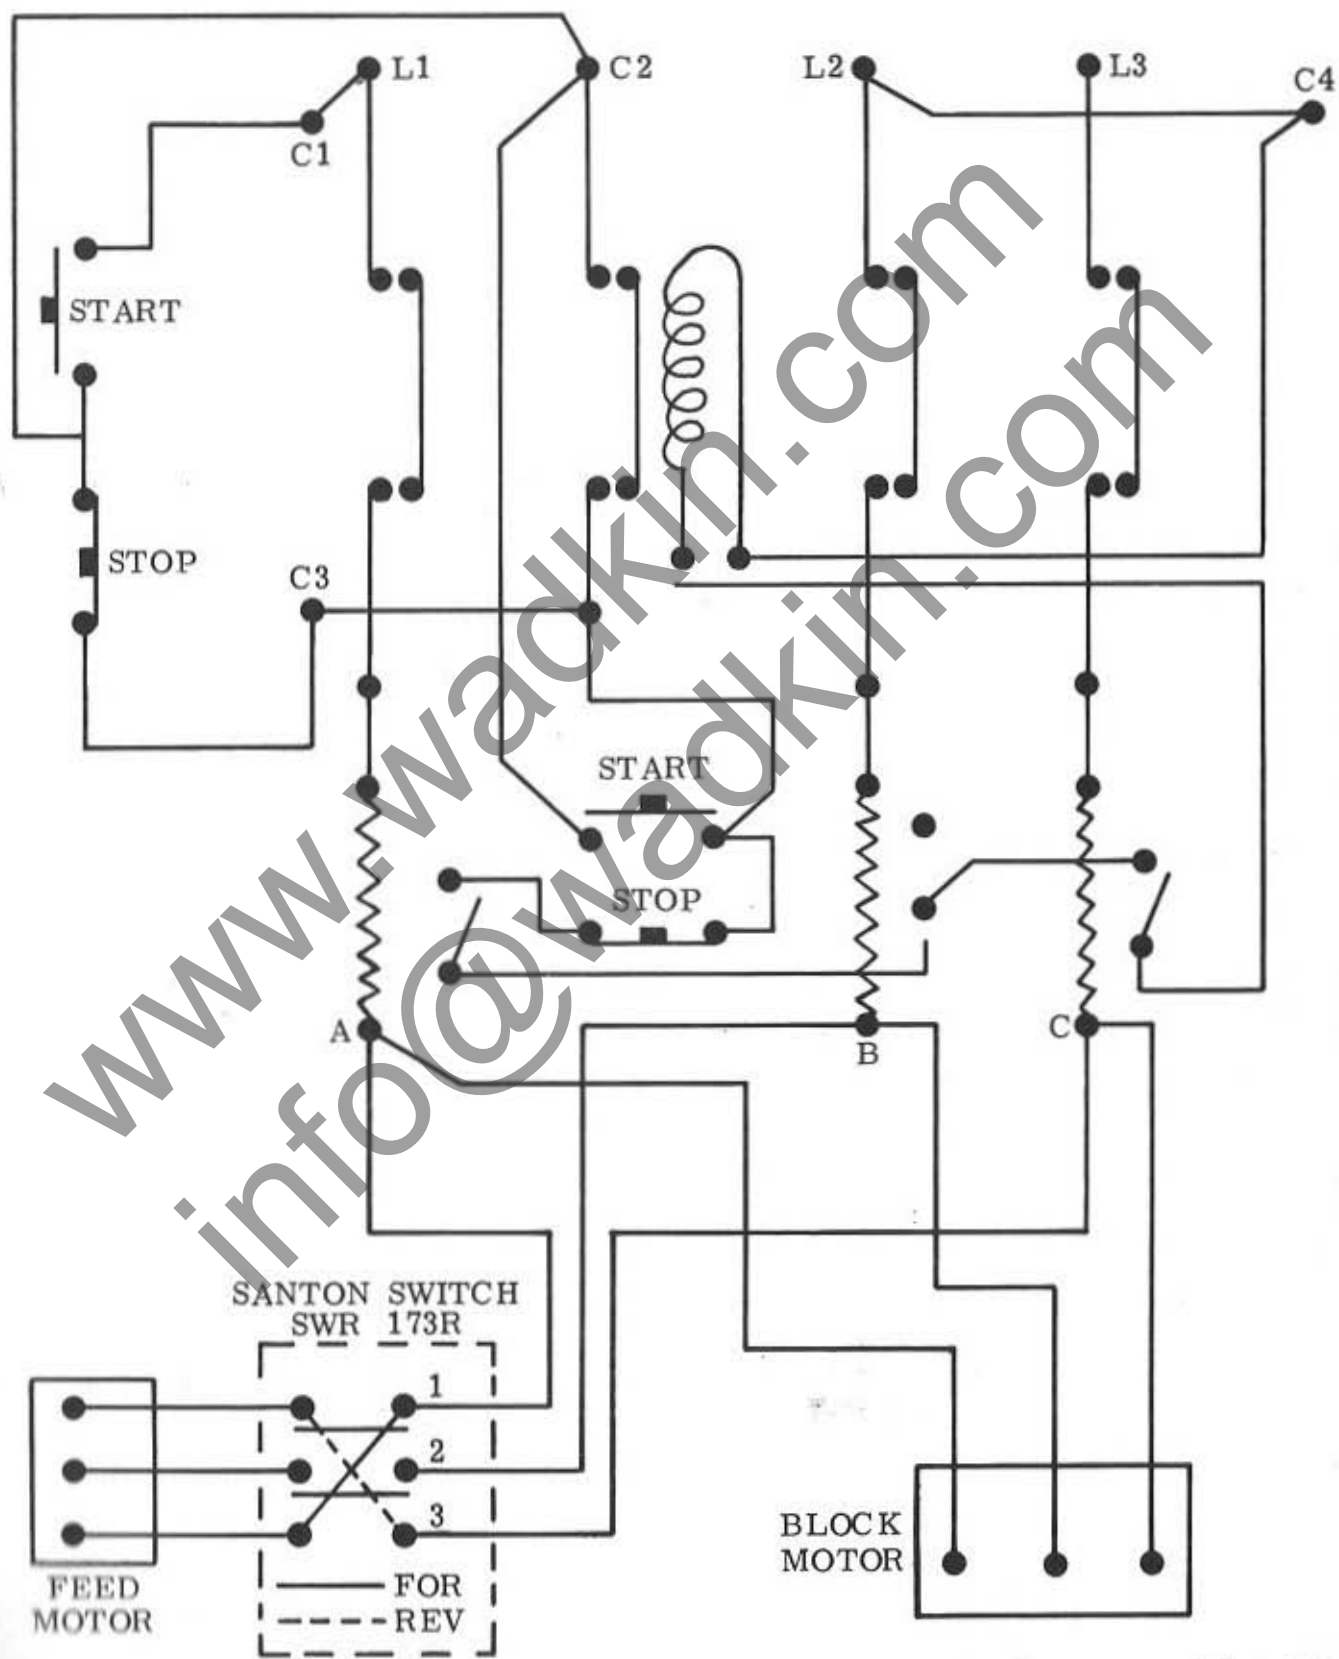 L1
C2
L2
L3
C4
C1
START
STOP
C3
START
STOP
A
B
C
SANTON SWITCH
SWR 173R
1
2
3
FOR
REV
FEED
MOTOR
BLOCK
MOTOR
www.wadkin.com
info@wadkin.com